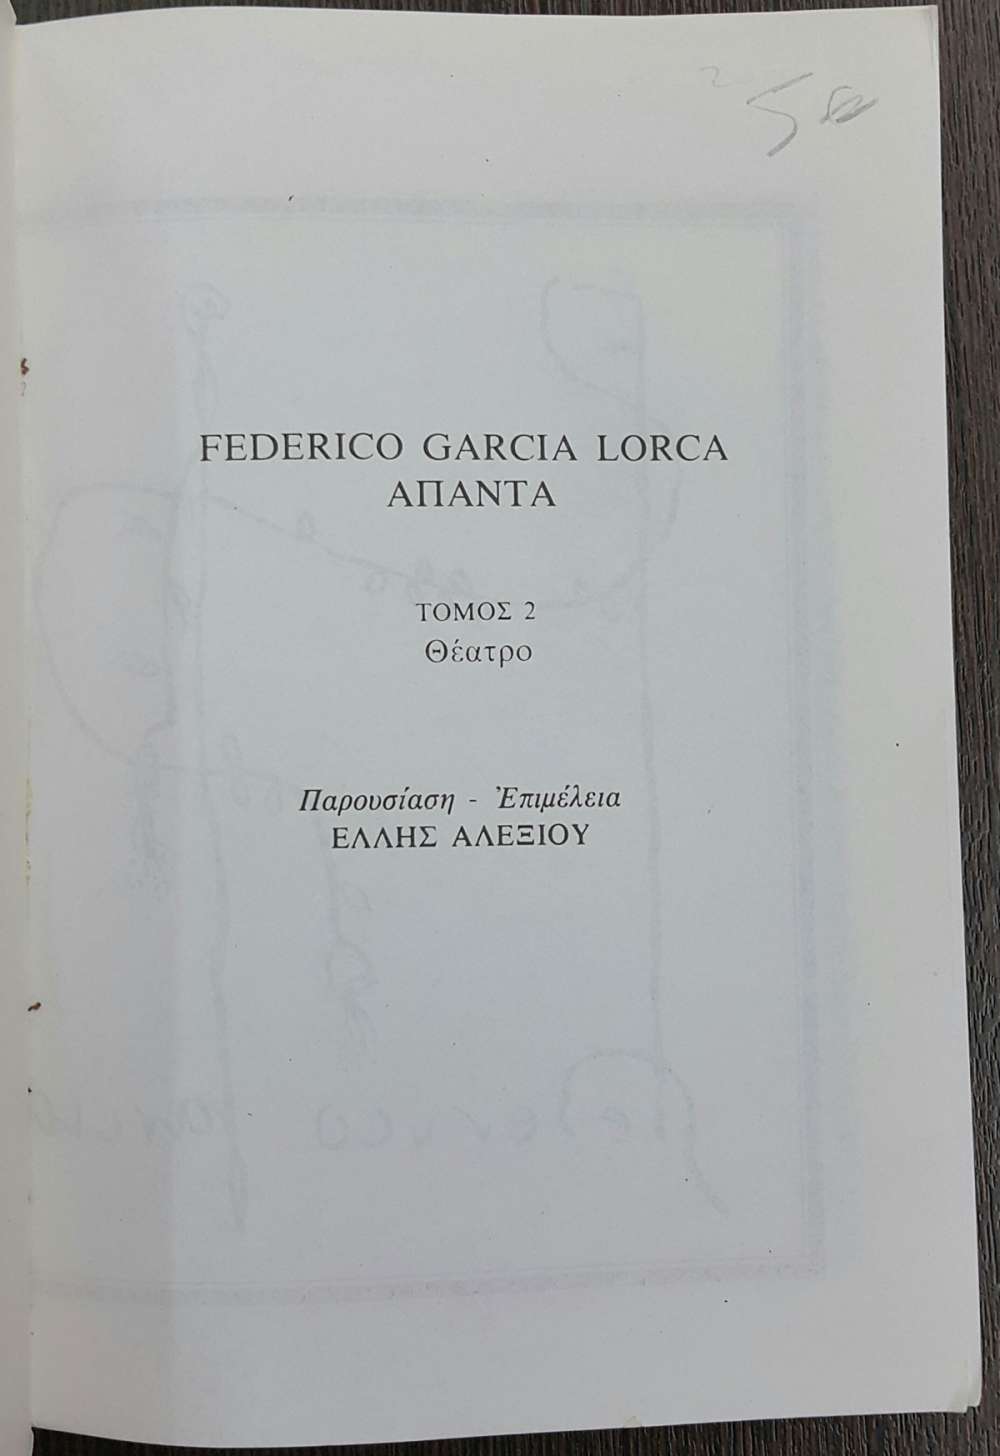 FEDERICO GARCIA LORCA
ΑΠΑΝΤΑ
ΤΟΜΟΣ 2
Θέατρο
Παρουσίαση - Ἐπιμέλεια
ΕΛΛΗΣ ΑΛΕΞΙΟΥ